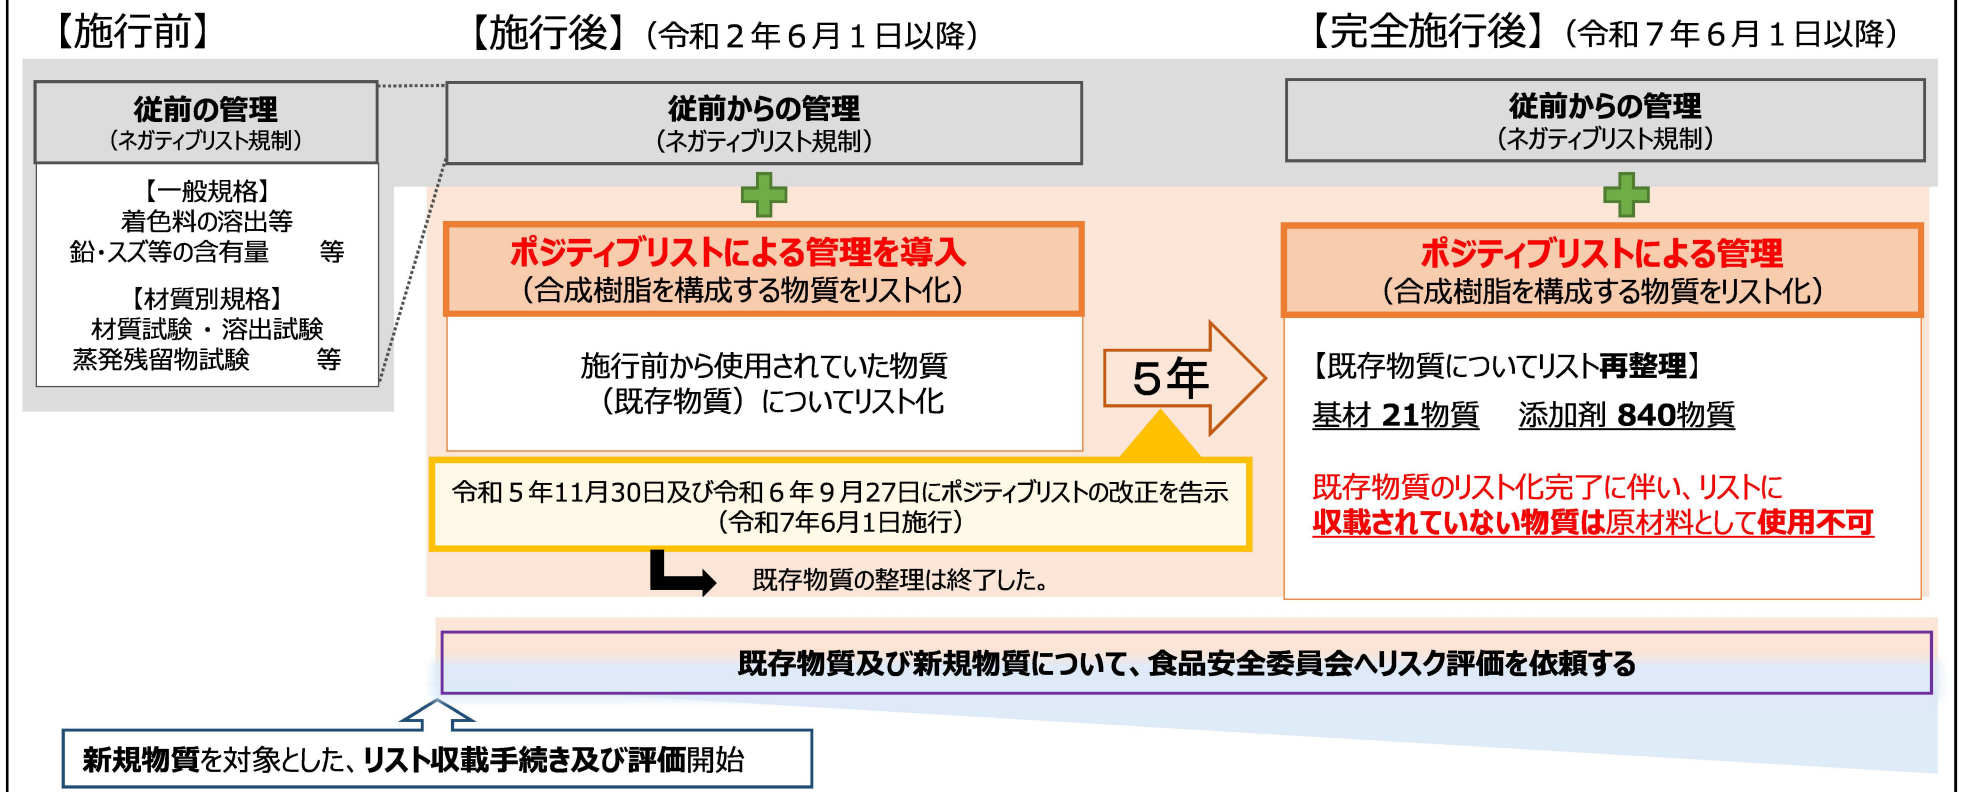 【施行前】
従前の管理
（ネガティブリスト規制）
【一般規格】
着色料の溶出等
鉛・スズ等の含有量　　等
【材質別規格】
材質試験・溶出試験
蒸発残留物試験　　　等
【施行後】（令和２年６月１日以降）
従前からの管理
（ネガティブリスト規制）
ポジティブリストによる管理を導入
（合成樹脂を構成する物質をリスト化）
施行前から使用されていた物質
（既存物質）についてリスト化
令和５年11月30日及び令和６年９月27日にポジティブリストの改正を告示
（令和7年6月1日施行）
既存物質の整理は終了した。
５年
【完全施行後】（令和７年６月１日以降）
従前からの管理
（ネガティブリスト規制）
ポジティブリストによる管理
（合成樹脂を構成する物質をリスト化）
【既存物質についてリスト再整理】
基材 21物質　添加剤 840物質
既存物質のリスト化完了に伴い、リストに
収載されていない物質は原材料として使用不可
既存物質及び新規物質について、食品安全委員会へリスク評価を依頼する
新規物質を対象とした、リスト収載手続き及び評価開始